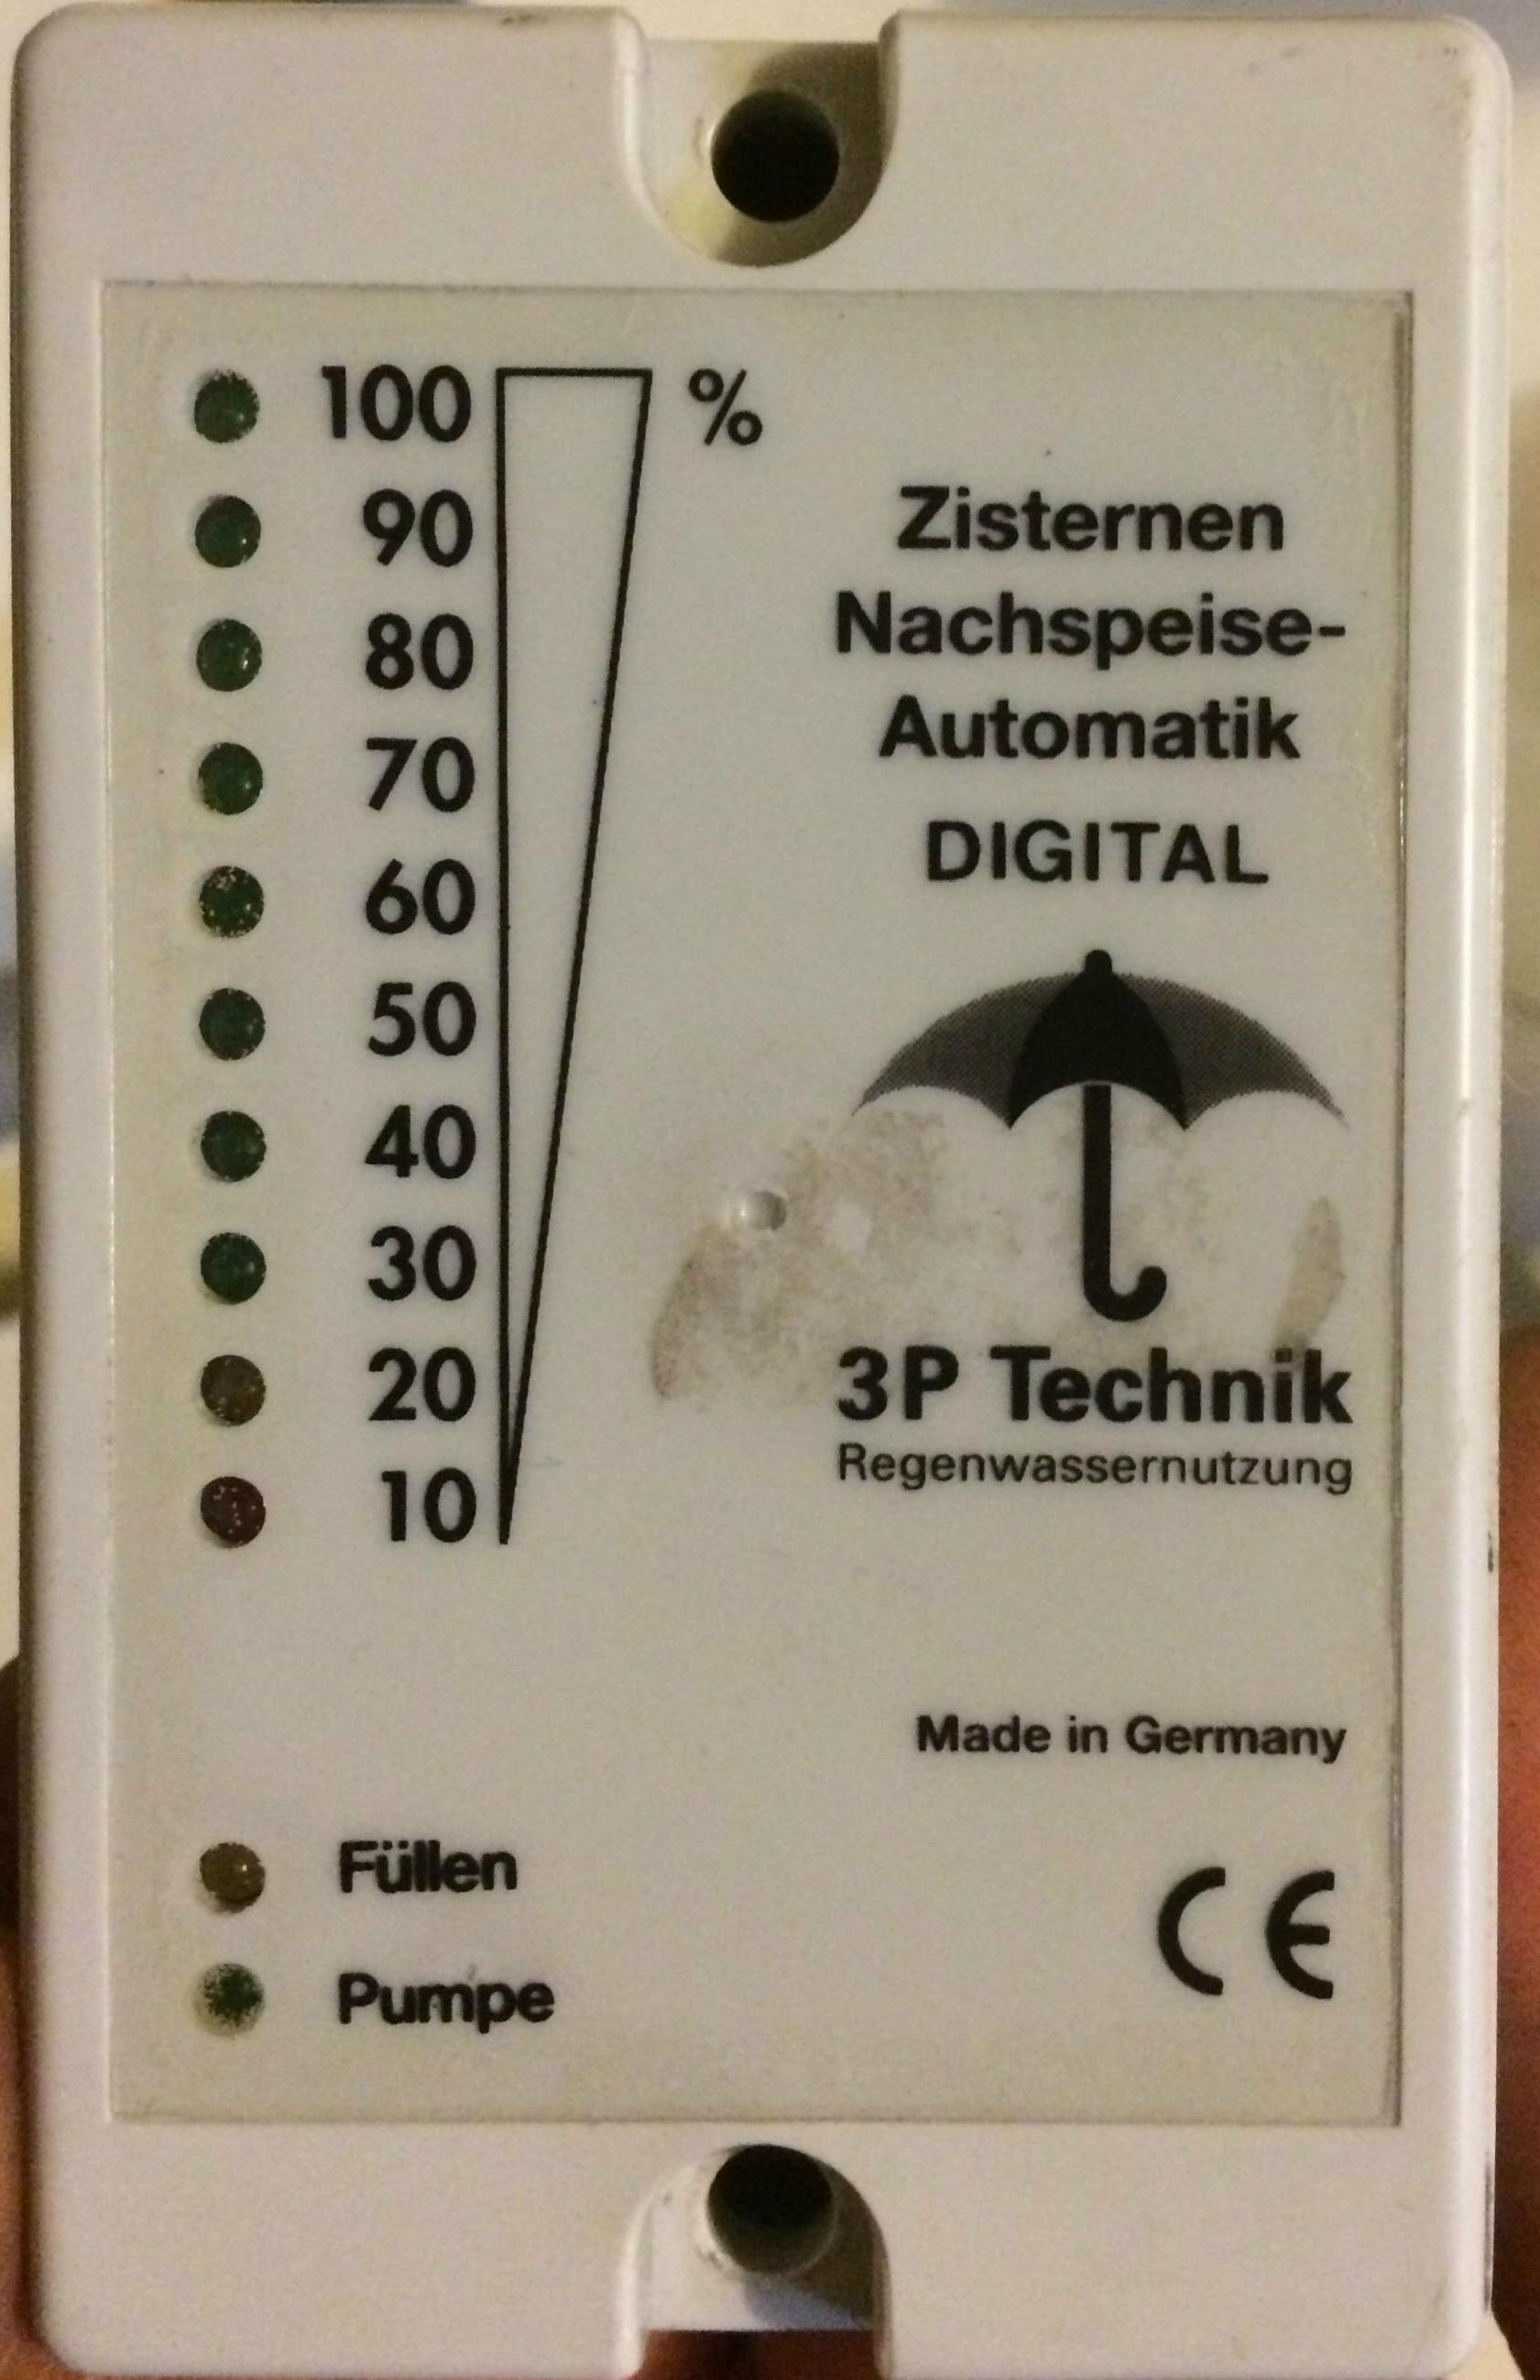 100 %
90
80
70
60
50
40
30
20
10
Zisternen
Nachspeise-
Automatik
DIGITAL
3P Technik
Regenwassernutzung
Made in Germany
Füllen
Pumpe
CE